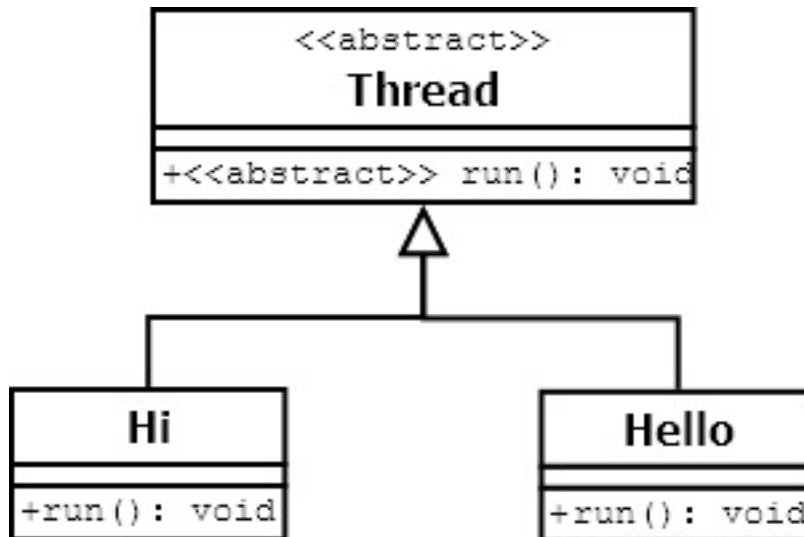 <<abstract>>
Thread
+<<abstract>> run(): void
Hi
Hello
+run(): void
+run(): void